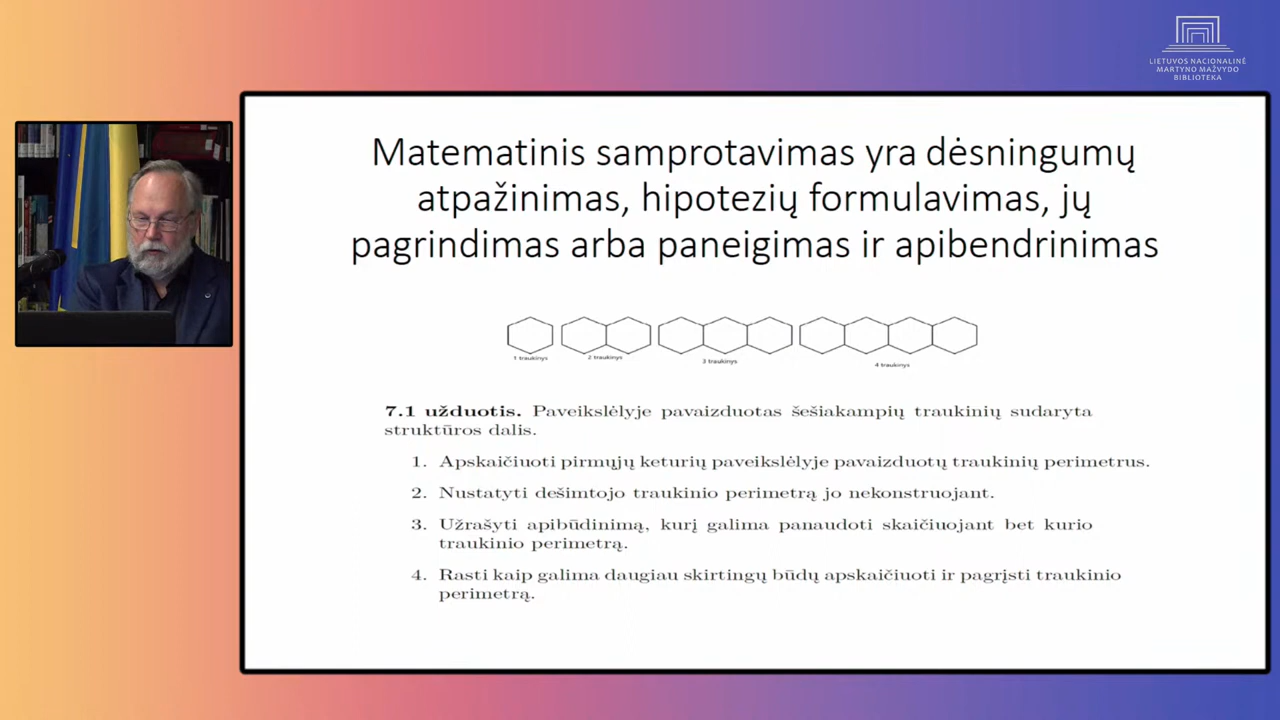 LIETUVOS NACIONALINĖ
MARTYNO MAŽVYDO
BIBLIOTEKA
Matematinis samprotavimas yra dėsningumų
atpažinimas, hipotezių formulavimas, jų
pagrindimas arba paneigimas ir apibendrinimas
1 traukinys
2 traukinys
3 traukinys
4 traukinys
7.1 užduotis. Paveikslėlyje pavaizduotas šešiakampių traukinių sudaryta
struktūros dalis.
1. Apskaičiuoti pirmųjų keturių paveikslėlyje pavaizduotų traukinių perimetrus.
2. Nustatyti dešimtojo traukinio perimetrą jo nekonstruojant.
3. Užrašyti apibūdinimą, kurį galima panaudoti skaičiuojant bet kurio
traukinio perimetrą.
4. Rasti kaip galima daugiau skirtingų būdų apskaičiuoti ir pagrįsti traukinio
perimetrą.